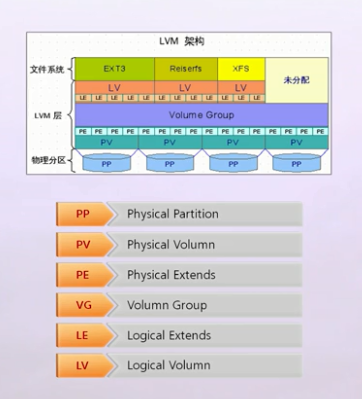 LVM 架构
文件系统 EXT3 Reiserfs XFS 未分配
LV LV LV
LE LE LE LE LE LE LE LE LE LE LE LE
LVM 层 Volume Group
PE PE PE PE PE PE PE PE PE PE PE PE PE PE PE PE
PV PV PV PV
物理分区 PP PP PP PP
PP Physical Partition
PV Physical Volumn
PE Physical Extends
VG Volumn Group
LE Logical Extends
LV Logical Volumn